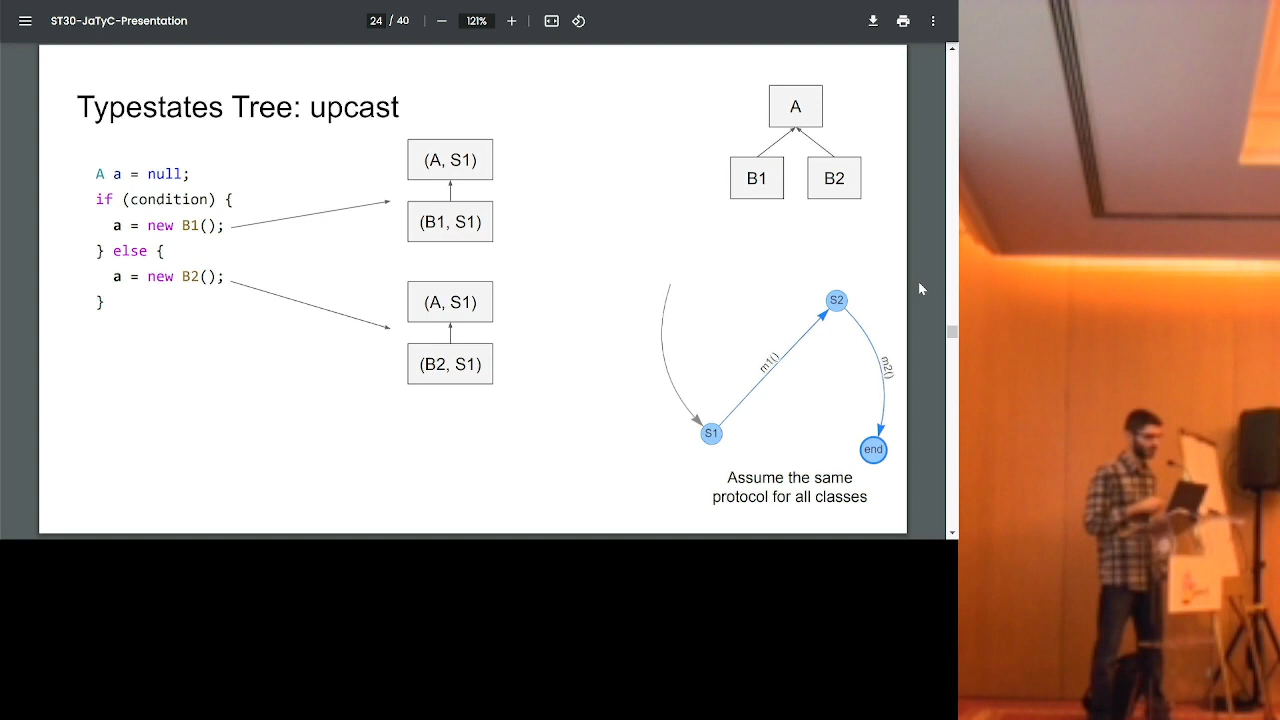 ST30-JaTyC-Presentation
24 / 40
121%
Typestates Tree: upcast
A a = null;
if (condition) {
a = new B1();
} else {
a = new B2();
}
(A, S1)
(B1, S1)
(A, S1)
(B2, S1)
A
B1
B2
S2
m1()
m2()
S1
end
Assume the same
protocol for all classes